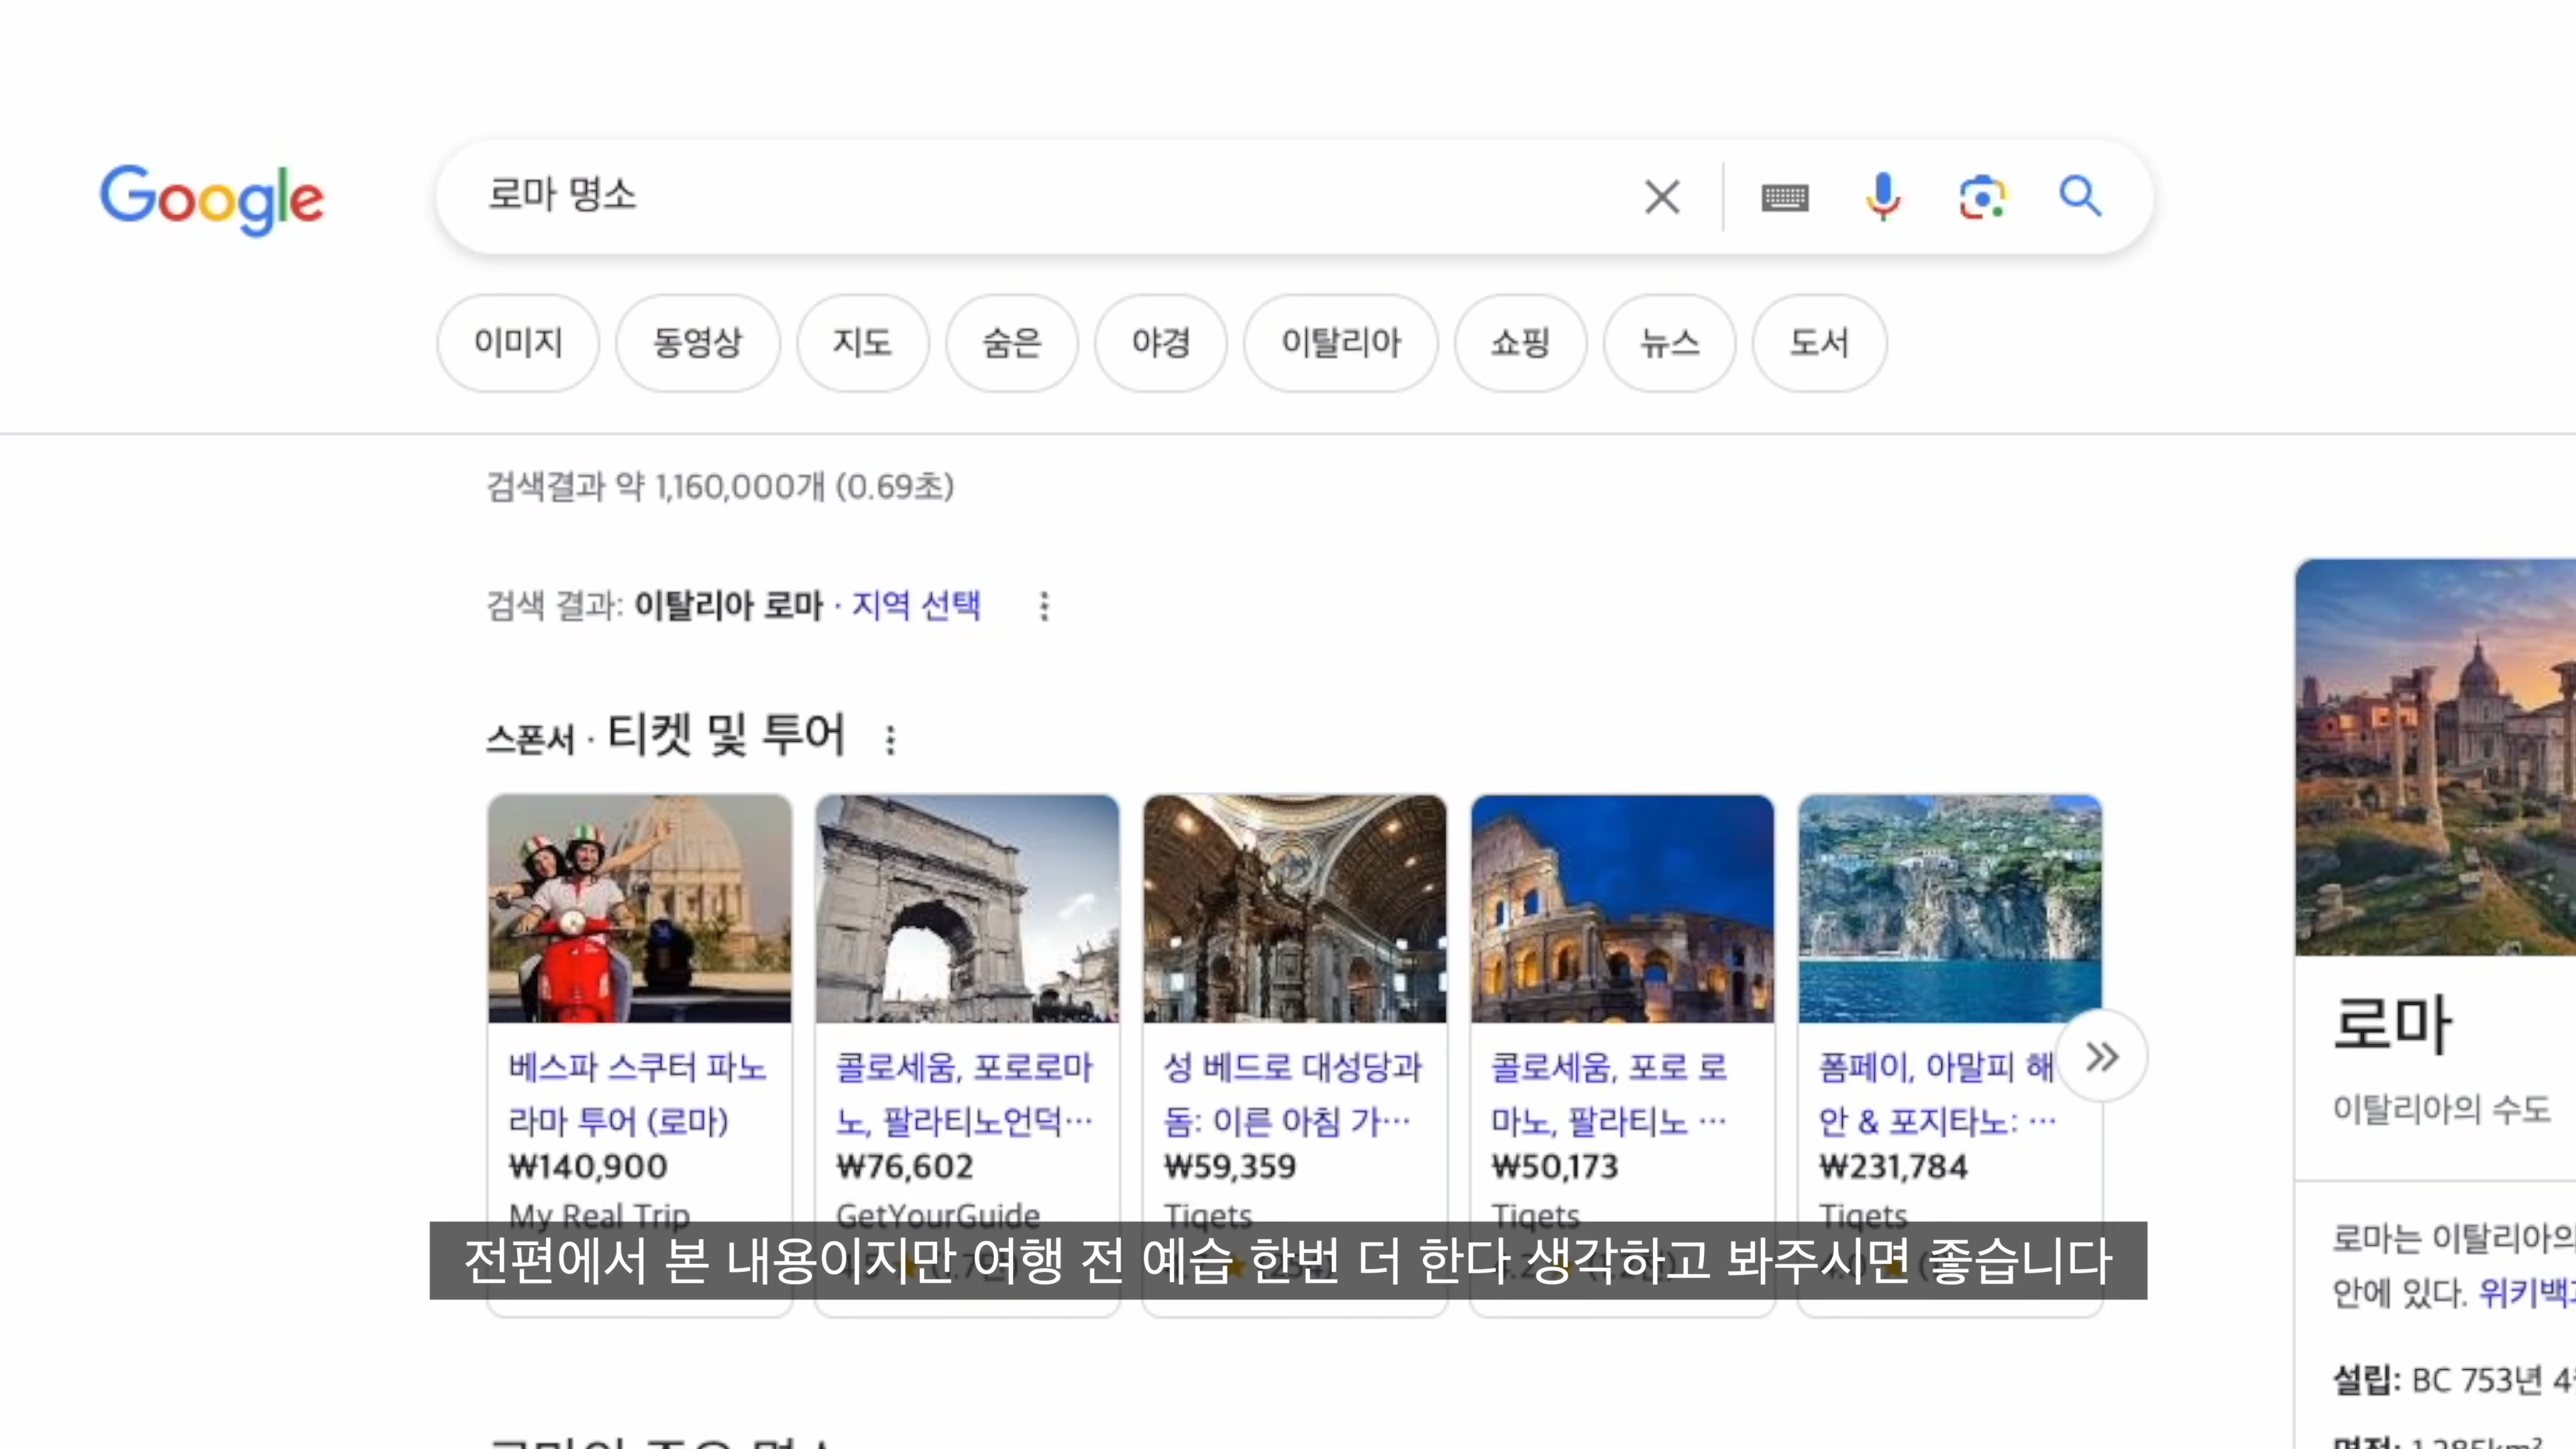 Google
로마 명소
이미지
동영상
지도
숨은
야경
이탈리아
쇼핑
뉴스
도서
검색결과 약 1,160,000개 (0.69초)
검색 결과: 이탈리아 로마 · 지역 선택
스폰서 · 티켓 및 투어
베스파 스쿠터 파노
라마 투어 (로마)
₩140,900
My Real Trip
콜로세움, 포로로마
노, 팔라티노언덕…
₩76,602
GetYourGuide
성 베드로 대성당과
돔: 이른 아침 가…
₩59,359
Tiqets
콜로세움, 포로 로
마노, 팔라티노 …
₩50,173
Tiqets
폼페이, 아말피 해
안 & 포지타노: …
₩231,784
Tiqets
전편에서 본 내용이지만 여행 전 예습 한번 더 한다 생각하고 봐주시면 좋습니다
로마
이탈리아의 수도
로마는 이탈리아의
안에 있다. 위키백
설립: BC 753년 4